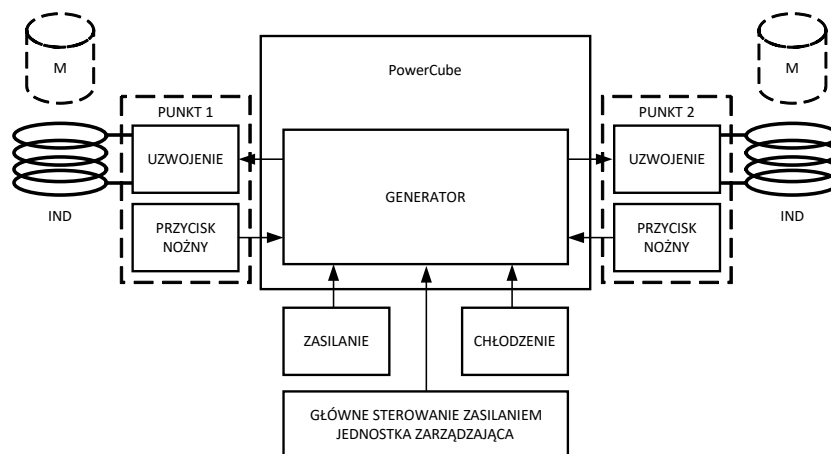 M
PowerCube
M
PUNKT 1
PUNKT 2
UZWOJENIE
UZWOJENIE
GENERATOR
IND
IND
PRZYCISK
NOŻNY
PRZYCISK
NOŻNY
ZASILANIE
CHŁODZENIE
GŁÓWNE STEROWANIE ZASILANIEM
JEDNOSTKA ZARZĄDZAJĄCA